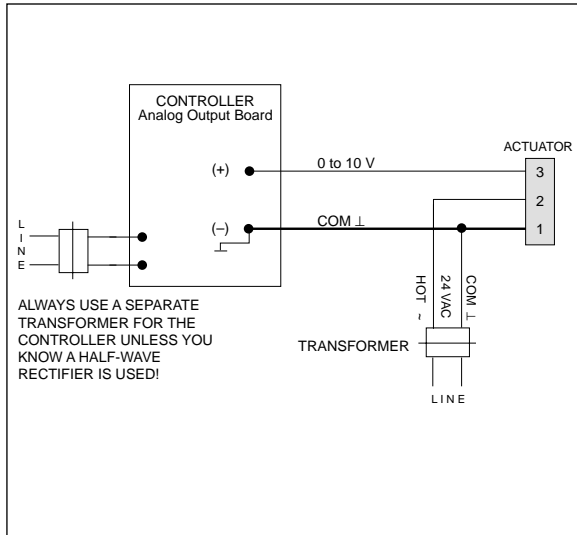 CONTROLLER
Analog Output Board
ACTUATOR
(+)
0 to 10 V
3
2
(–)
COM ⊥
1
LINE
HOT ~
24 VAC
COM ⊥
ALWAYS USE A SEPARATE
TRANSFORMER FOR THE
CONTROLLER UNLESS YOU
KNOW A HALF-WAVE
RECTIFIER IS USED!
TRANSFORMER
LINE